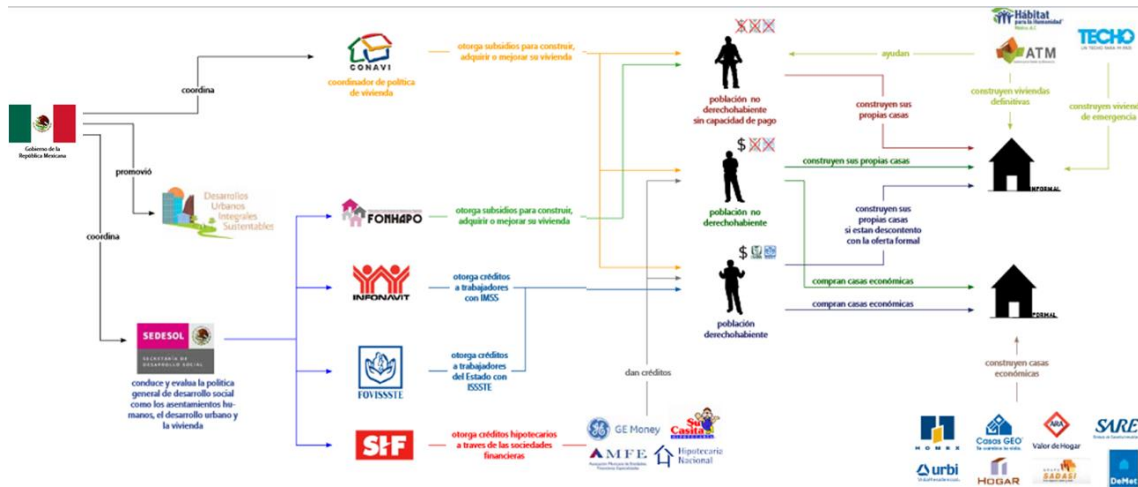 Gobierno de la
República Mexicana
coordina
promovió
coordina
CONAVI
coordinador de política
de vivienda
otorga subsidios para construir,
adquirir o mejorar su vivienda
Desarrollos
Urbanos
Integrales
Sustentables
FONHAPO
otorga subsidios para construir,
adquirir o mejorar su vivienda
INFONAVIT
otorga créditos
a trabajadores
con IMSS
SEDESOL
SECRETARÍA DE
DESARROLLO SOCIAL
conduce y evalua la política
general de desarrollo social
como los asentamientos hu-
manos, el desarrollo urbano y
la vivienda
FOVISSSTE
otorga créditos
a trabajadores
del Estado con
ISSSTE
SHF
otorga créditos hipotecarios
a traves de las sociedades
financieras
dan créditos
GE Money
Su
Casita
HIPOTECARIA
AMFE
Hipotecaria
Nacional
$
población no
derechohabiente
sin capacidad de pago
$
población no
derechohabiente
$
población
derechohabiente
ayudan
construyen sus
propias casas
construyen sus propias casas
construyen sus
propias casas
si estan descontento
con la oferta formal
compran casas económicas
compran casas económicas
Hábitat
para la Humanidad
México, A.C.
ATM
TECHO
UN TECHO PARA MI PAÍS
construyen viviendas
definitivas
construyen vivien
de emergencia
INFORMAL
FORMAL
construyen casas
económicas
HOMEX
Casas GEO
ARA
Valor de Hogar
SARE
urbi
HOGAR
GRUPO
SADASI
DeMet